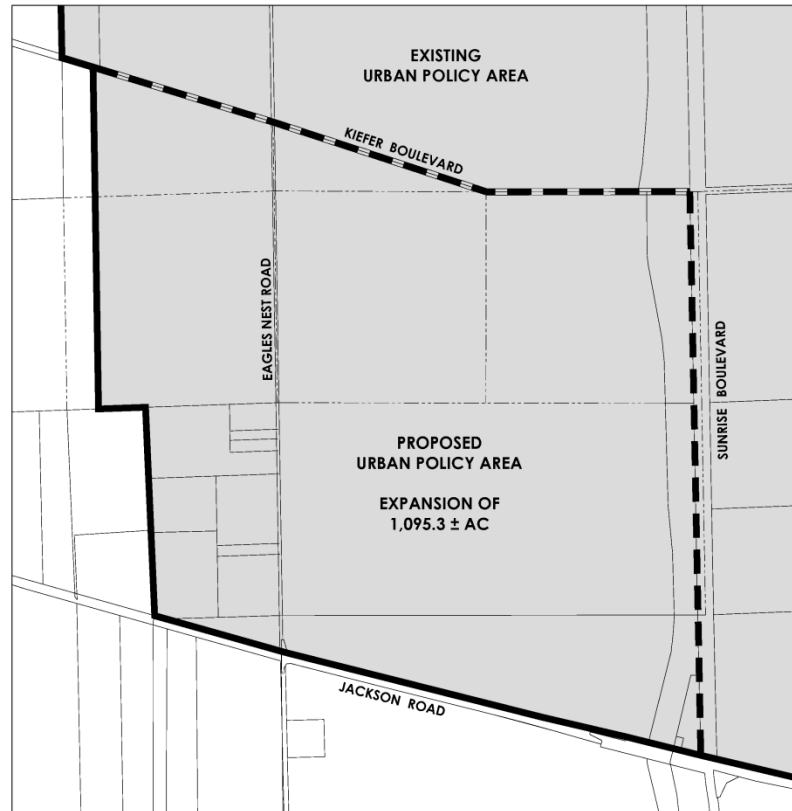 EXISTING
URBAN POLICY AREA
KIEFER BOULEVARD
EAGLES NEST ROAD
SUNRISE BOULEVARD
PROPOSED
URBAN POLICY AREA
EXPANSION OF
1,095.3 ± AC
JACKSON ROAD